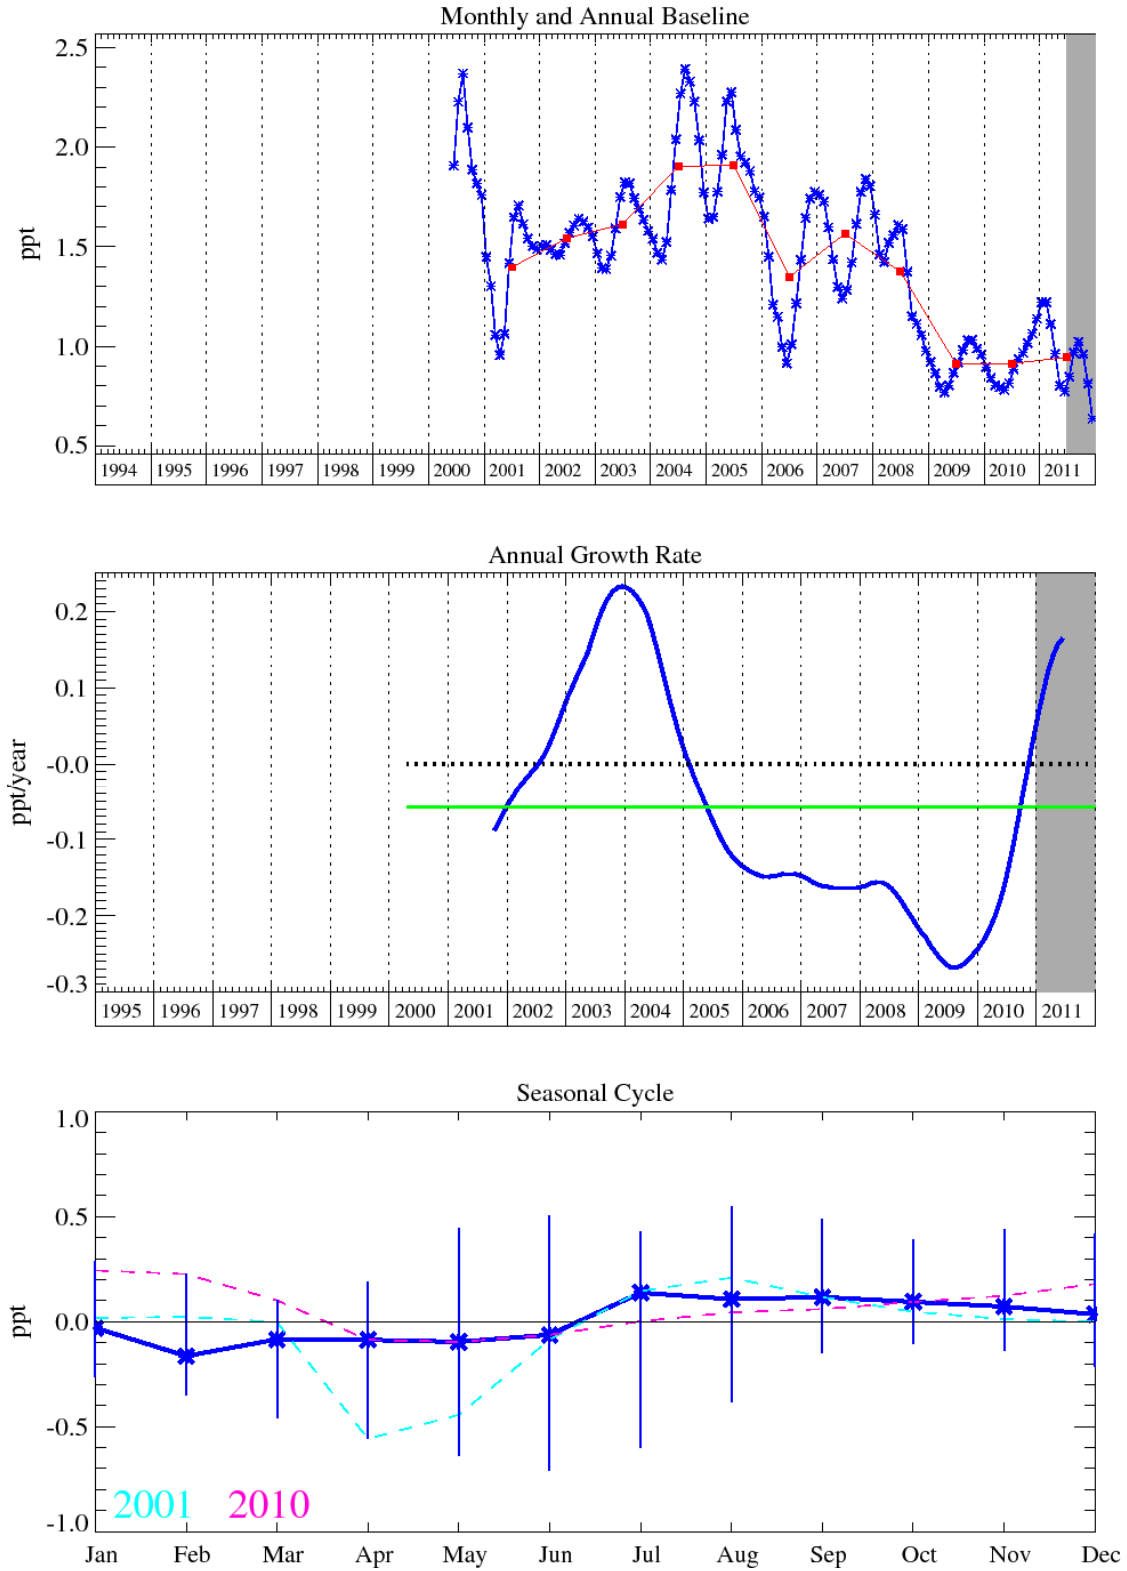 Monthly and Annual Baseline
2.5
2.0
1.5
1.0
0.5
ppt
1994 1995 1996 1997 1998 1999 2000 2001 2002 2003 2004 2005 2006 2007 2008 2009 2010 2011
Annual Growth Rate
0.2
0.1
-0.0
-0.1
-0.2
-0.3
ppt/year
1995 1996 1997 1998 1999 2000 2001 2002 2003 2004 2005 2006 2007 2008 2009 2010 2011
Seasonal Cycle
1.0
0.5
0.0
-0.5
-1.0
ppt
2001 2010
Jan Feb Mar Apr May Jun Jul Aug Sep Oct Nov Dec